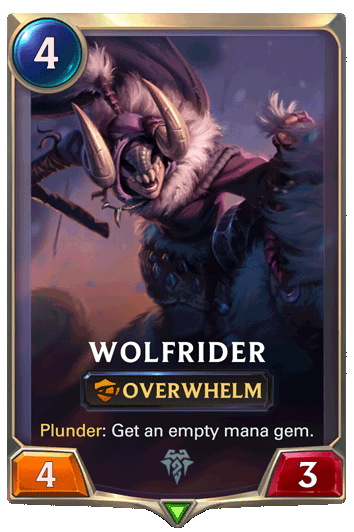 4
WOLFRIDER
OVERWHELM
Plunder: Get an empty mana gem.
4
3